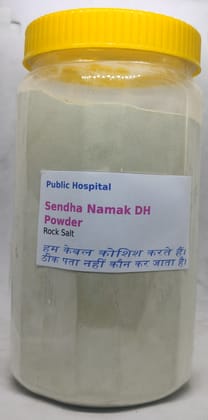 Public Hospital
Sendha Namak DH
Powder
Rock Salt
हम केवल कोशिश करते हैं।
ठीक पता नहीं कौन कर जाता है।